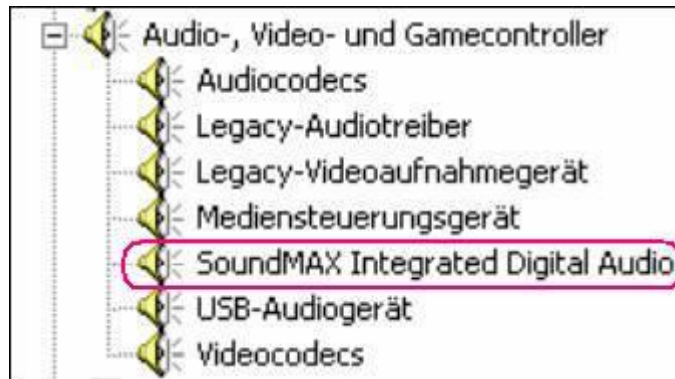 Audio-, Video- und Gamecontroller
Audiocodecs
Legacy-Audiotreiber
Legacy-Videoaufnahmegerät
Mediensteuerungsgerät
SoundMAX Integrated Digital Audio
USB-Audiogerät
Videocodecs